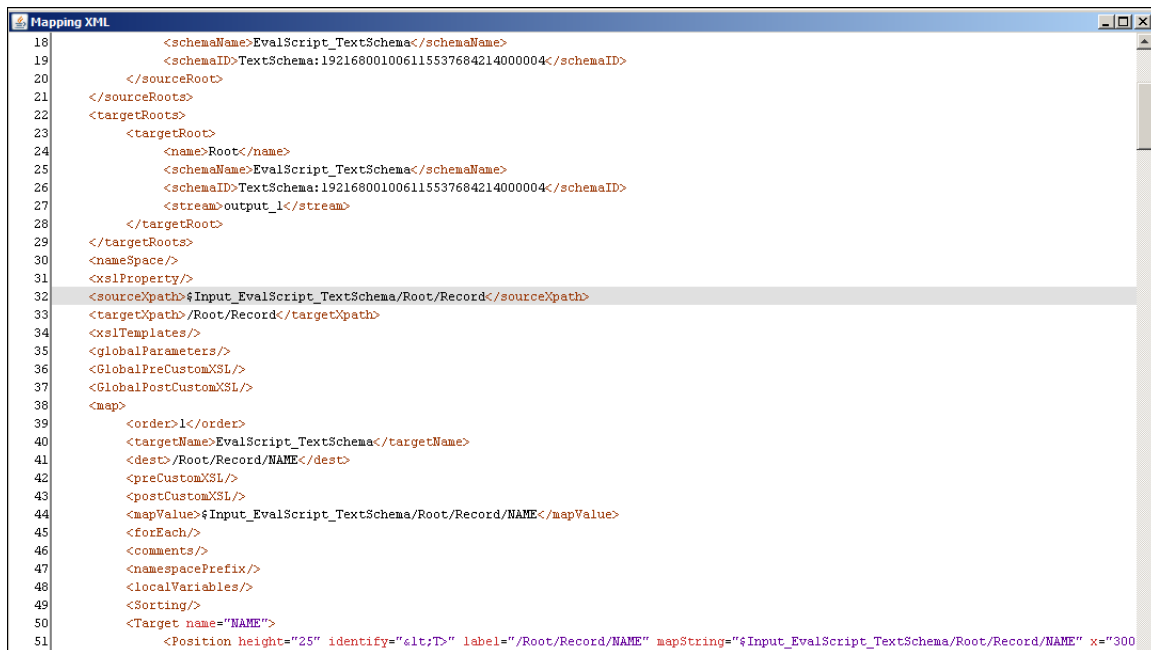 Mapping XML
18 <schemaName>EvalScript_TextSchema</schemaName>
19 <schemaID>TextSchema:1921680010061155376842140000​04</schemaID>
20 </sourceRoot>
21 </sourceRoots>
22 <targetRoots>
23 <targetRoot>
24 <name>Root</name>
25 <schemaName>EvalScript_TextSchema</schemaName>
26 <schemaID>TextSchema:1921680010061155376842140000​04</schemaID>
27 <stream>output_1</stream>
28 </targetRoot>
29 </targetRoots>
30 <nameSpace/>
31 <xslProperty/>
32 <sourceXpath>$Input_EvalScript_TextSchema/Root/Record</sourceXpath>
33 <targetXpath>/Root/Record</targetXpath>
34 <xslTemplates/>
35 <globalParameters/>
36 <GlobalPreCustomXSL/>
37 <GlobalPostCustomXSL/>
38 <map>
39 <order>1</order>
40 <targetName>EvalScript_TextSchema</targetName>
41 <dest>/Root/Record/NAME</dest>
42 <preCustomXSL/>
43 <postCustomXSL/>
44 <mapValue>$Input_EvalScript_TextSchema/Root/Record/NAME</mapValue>
45 <forEach/>
46 <comments/>
47 <namespacePrefix/>
48 <localVariables/>
49 <Sorting/>
50 <Target name="NAME">
51 <Position height="25" identify="&lt;T>" label="/Root/Record/NAME" mapString="$Input_EvalScript_TextSchema/Root/Record/NAME" x="300